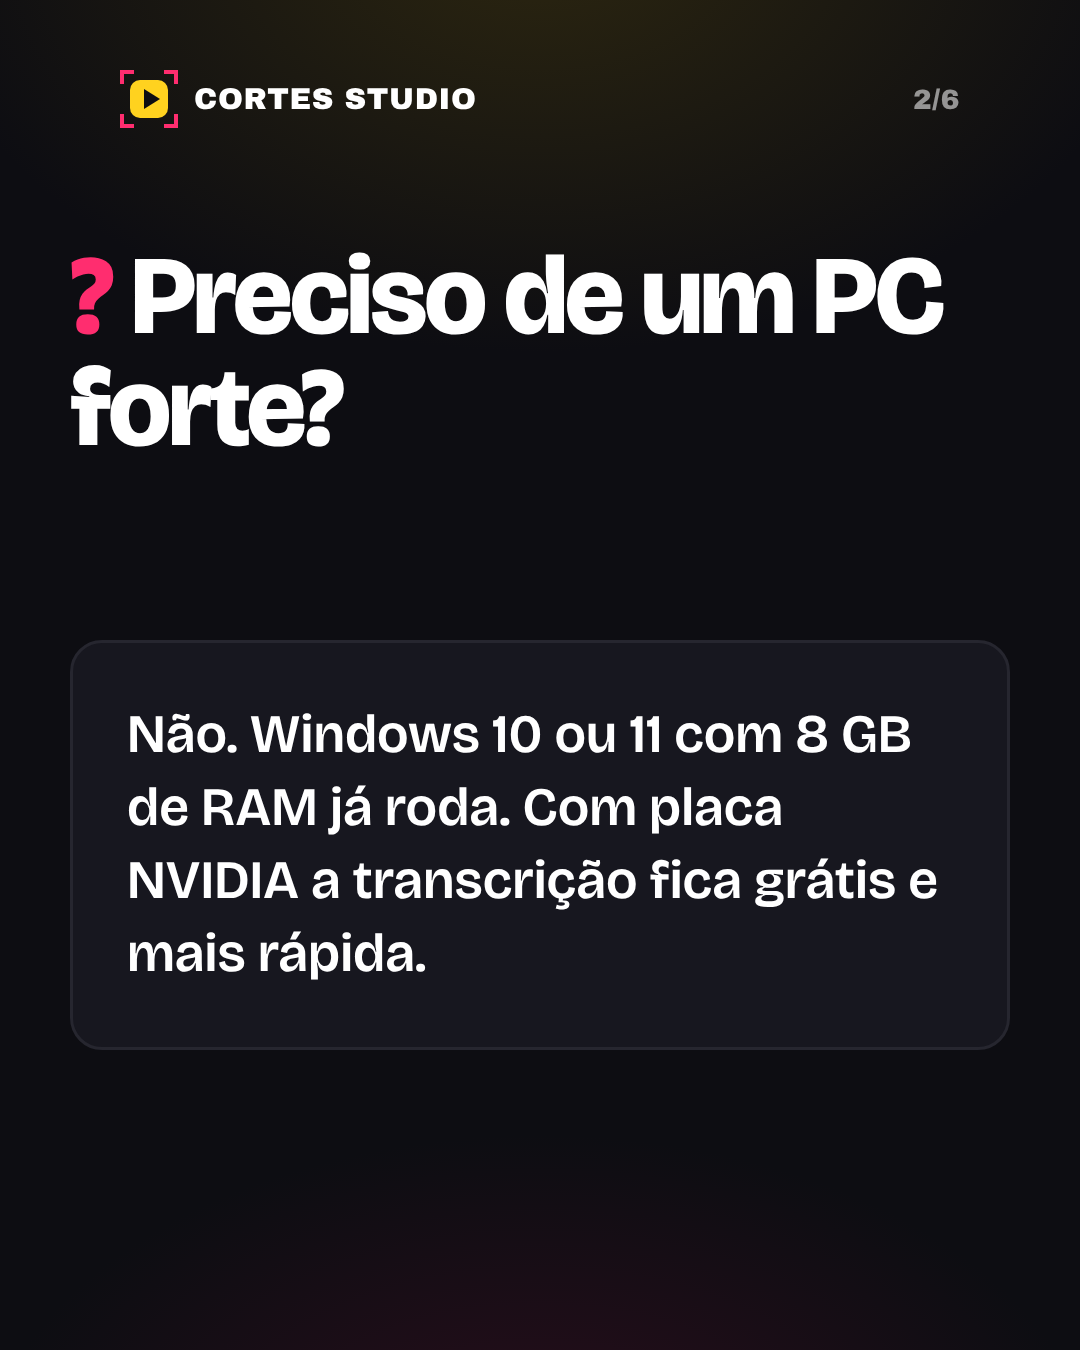 CORTES STUDIO
2/6
? Preciso de um PC
forte?
Não. Windows 10 ou 11 com 8 GB
de RAM já roda. Com placa
NVIDIA a transcrição fica grátis e
mais rápida.